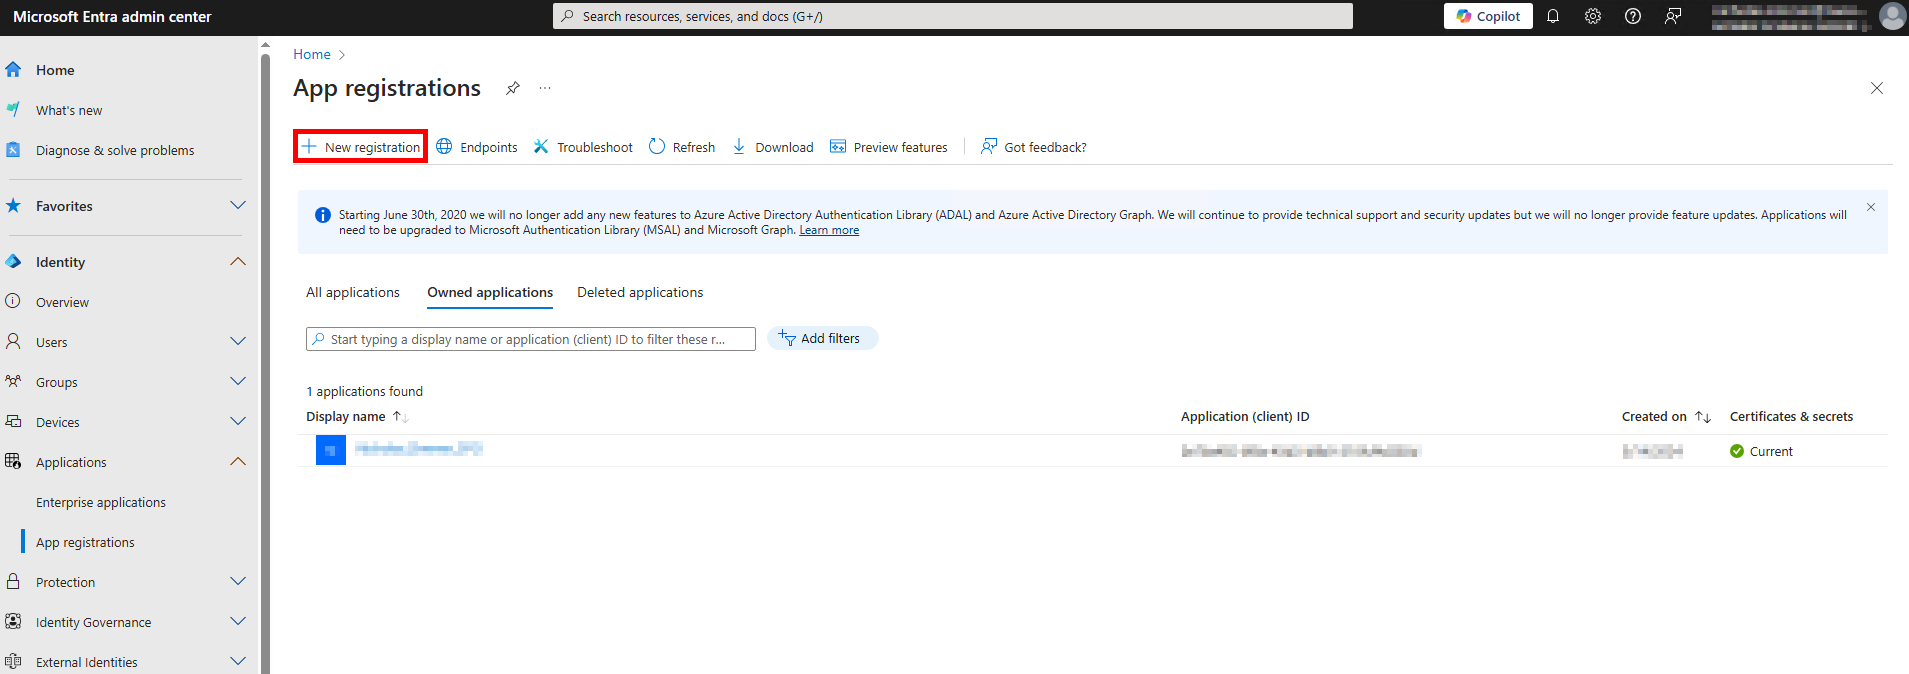 Microsoft Entra admin center
Search resources, services, and docs (G+/)
Copilot
Home
What's new
Diagnose & solve problems
Favorites
Identity
Overview
Users
Groups
Devices
Applications
Enterprise applications
App registrations
Protection
Identity Governance
External Identities
Home
App registrations
New registration
Endpoints
Troubleshoot
Refresh
Download
Preview features
Got feedback?
Starting June 30th, 2020 we will no longer add any new features to Azure Active Directory Authentication Library (ADAL) and Azure Active Directory Graph. We will continue to provide technical support and security updates but we will no longer provide feature updates. Applications will
need to be upgraded to Microsoft Authentication Library (MSAL) and Microsoft Graph. Learn more
All applications
Owned applications
Deleted applications
Start typing a display name or application (client) ID to filter these r...
Add filters
1 applications found
Display name
Application (client) ID
Created on
Certificates & secrets
Current